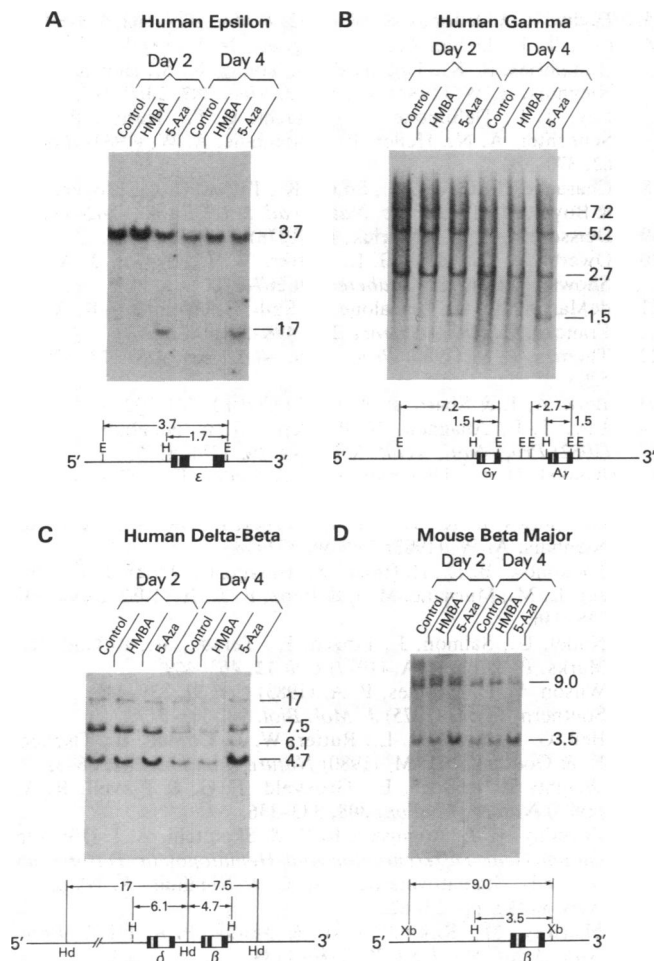 A Human Epsilon
Day 2 Day 4
Control HMBA 5-Aza Control HMBA 5-Aza
3.7
1.7
3.7
1.7
E H E
5' 3'
ε
B Human Gamma
Day 2 Day 4
Control HMBA 5-Aza Control HMBA 5-Aza
7.2
5.2
2.7
1.5
7.2 2.7
1.5 1.5
E H E E E H E E
5' 3'
Gγ Aγ
C Human Delta-Beta
Day 2 Day 4
Control HMBA 5-Aza Control HMBA 5-Aza
17
7.5
6.1
4.7
17 7.5
6.1 4.7
H H
5' 3'
Hd δ Hd β Hd
D Mouse Beta Major
Day 2 Day 4
Control HMBA 5-Aza Control HMBA 5-Aza
9.0
3.5
9.0
3.5
Xb H Xb
5' 3'
β